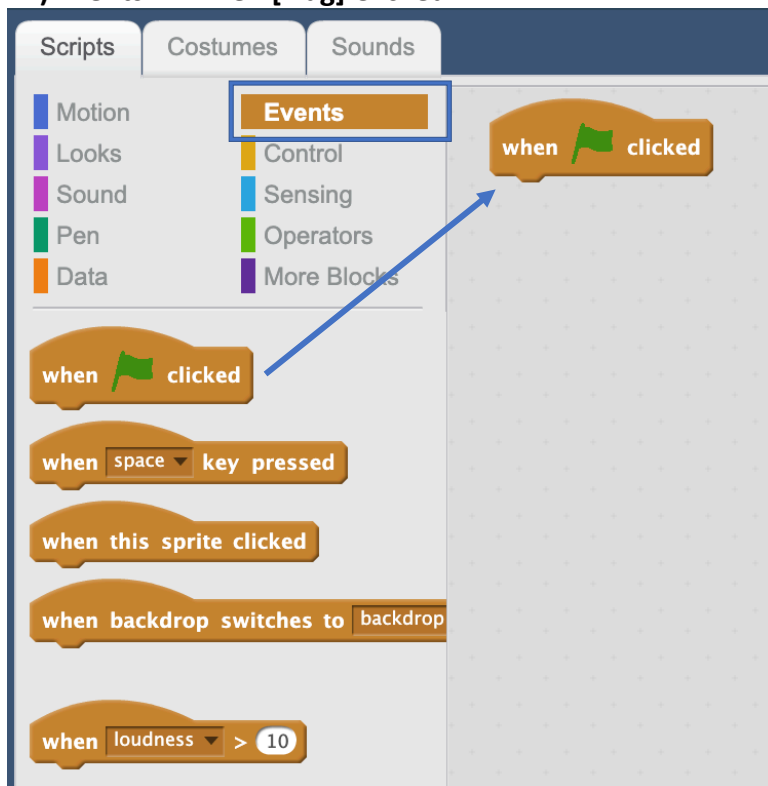 Scripts Costumes Sounds
Motion Events
Looks Control
Sound Sensing
Pen Operators
Data More Blocks
when clicked
when clicked
when space key pressed
when this sprite clicked
when backdrop switches to backdrop
when loudness > 10